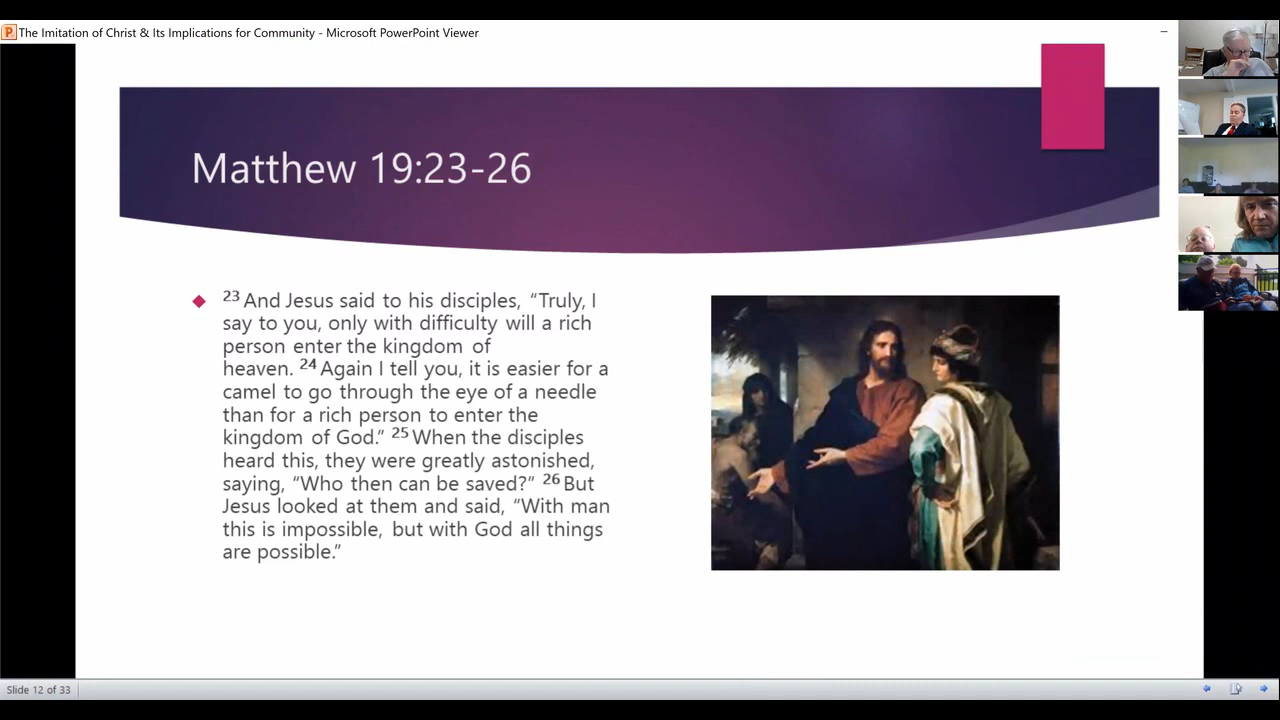 The Imitation of Christ & Its Implications for Community - Microsoft PowerPoint Viewer
Matthew 19:23-26
23 And Jesus said to his disciples, “Truly, I
say to you, only with difficulty will a rich
person enter the kingdom of
heaven. 24 Again I tell you, it is easier for a
camel to go through the eye of a needle
than for a rich person to enter the
kingdom of God.” 25 When the disciples
heard this, they were greatly astonished,
saying, “Who then can be saved?” 26 But
Jesus looked at them and said, “With man
this is impossible, but with God all things
are possible.”
Slide 12 of 33